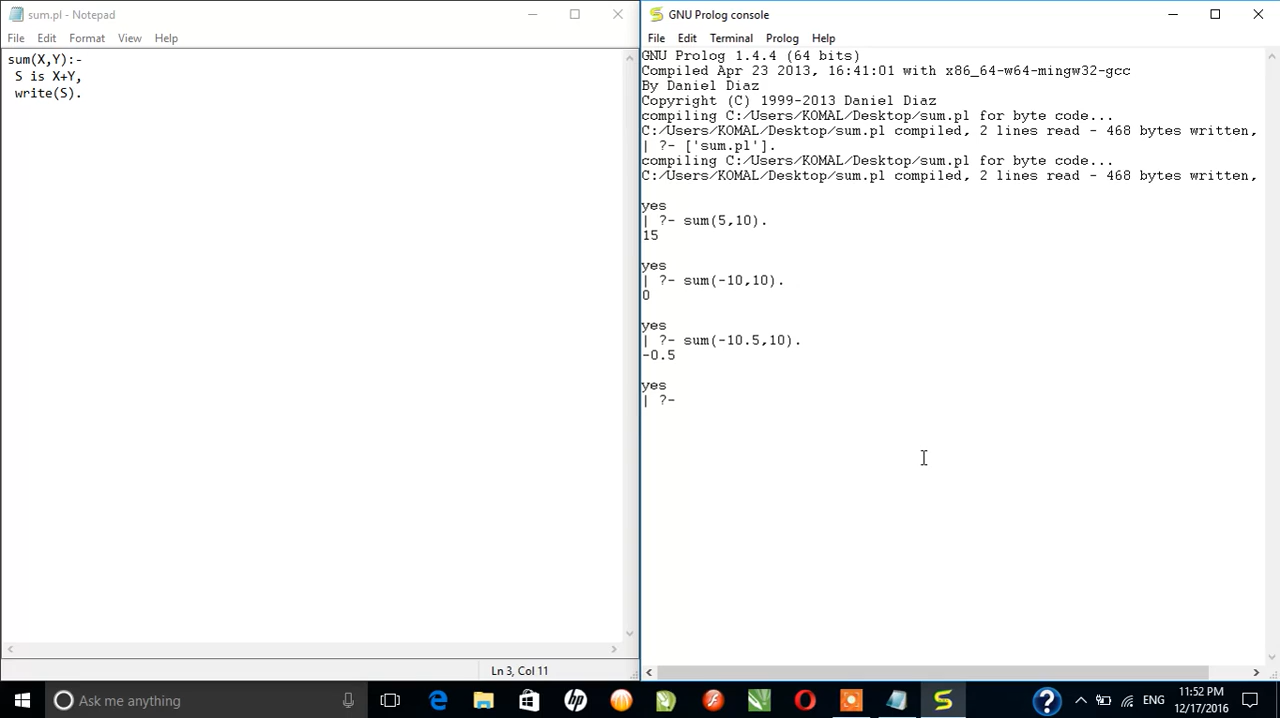 sum.pl - Notepad
File Edit Format View Help
sum(X,Y):-
S is X+Y,
write(S).
Ln 3, Col 11
GNU Prolog console
File Edit Terminal Prolog Help
GNU Prolog 1.4.4 (64 bits)
Compiled Apr 23 2013, 16:41:01 with x86_64-w64-mingw32-gcc
By Daniel Diaz
Copyright (C) 1999-2013 Daniel Diaz
compiling C:/Users/KOMAL/Desktop/sum.pl for byte code...
C:/Users/KOMAL/Desktop/sum.pl compiled, 2 lines read - 468 bytes written,
| ?- ['sum.pl'].
compiling C:/Users/KOMAL/Desktop/sum.pl for byte code...
C:/Users/KOMAL/Desktop/sum.pl compiled, 2 lines read - 468 bytes written,
yes
| ?- sum(5,10).
15
yes
| ?- sum(-10,10).
0
yes
| ?- sum(-10.5,10).
-0.5
yes
| ?-
Ask me anything
hp
ENG
11:52 PM
12/17/2016